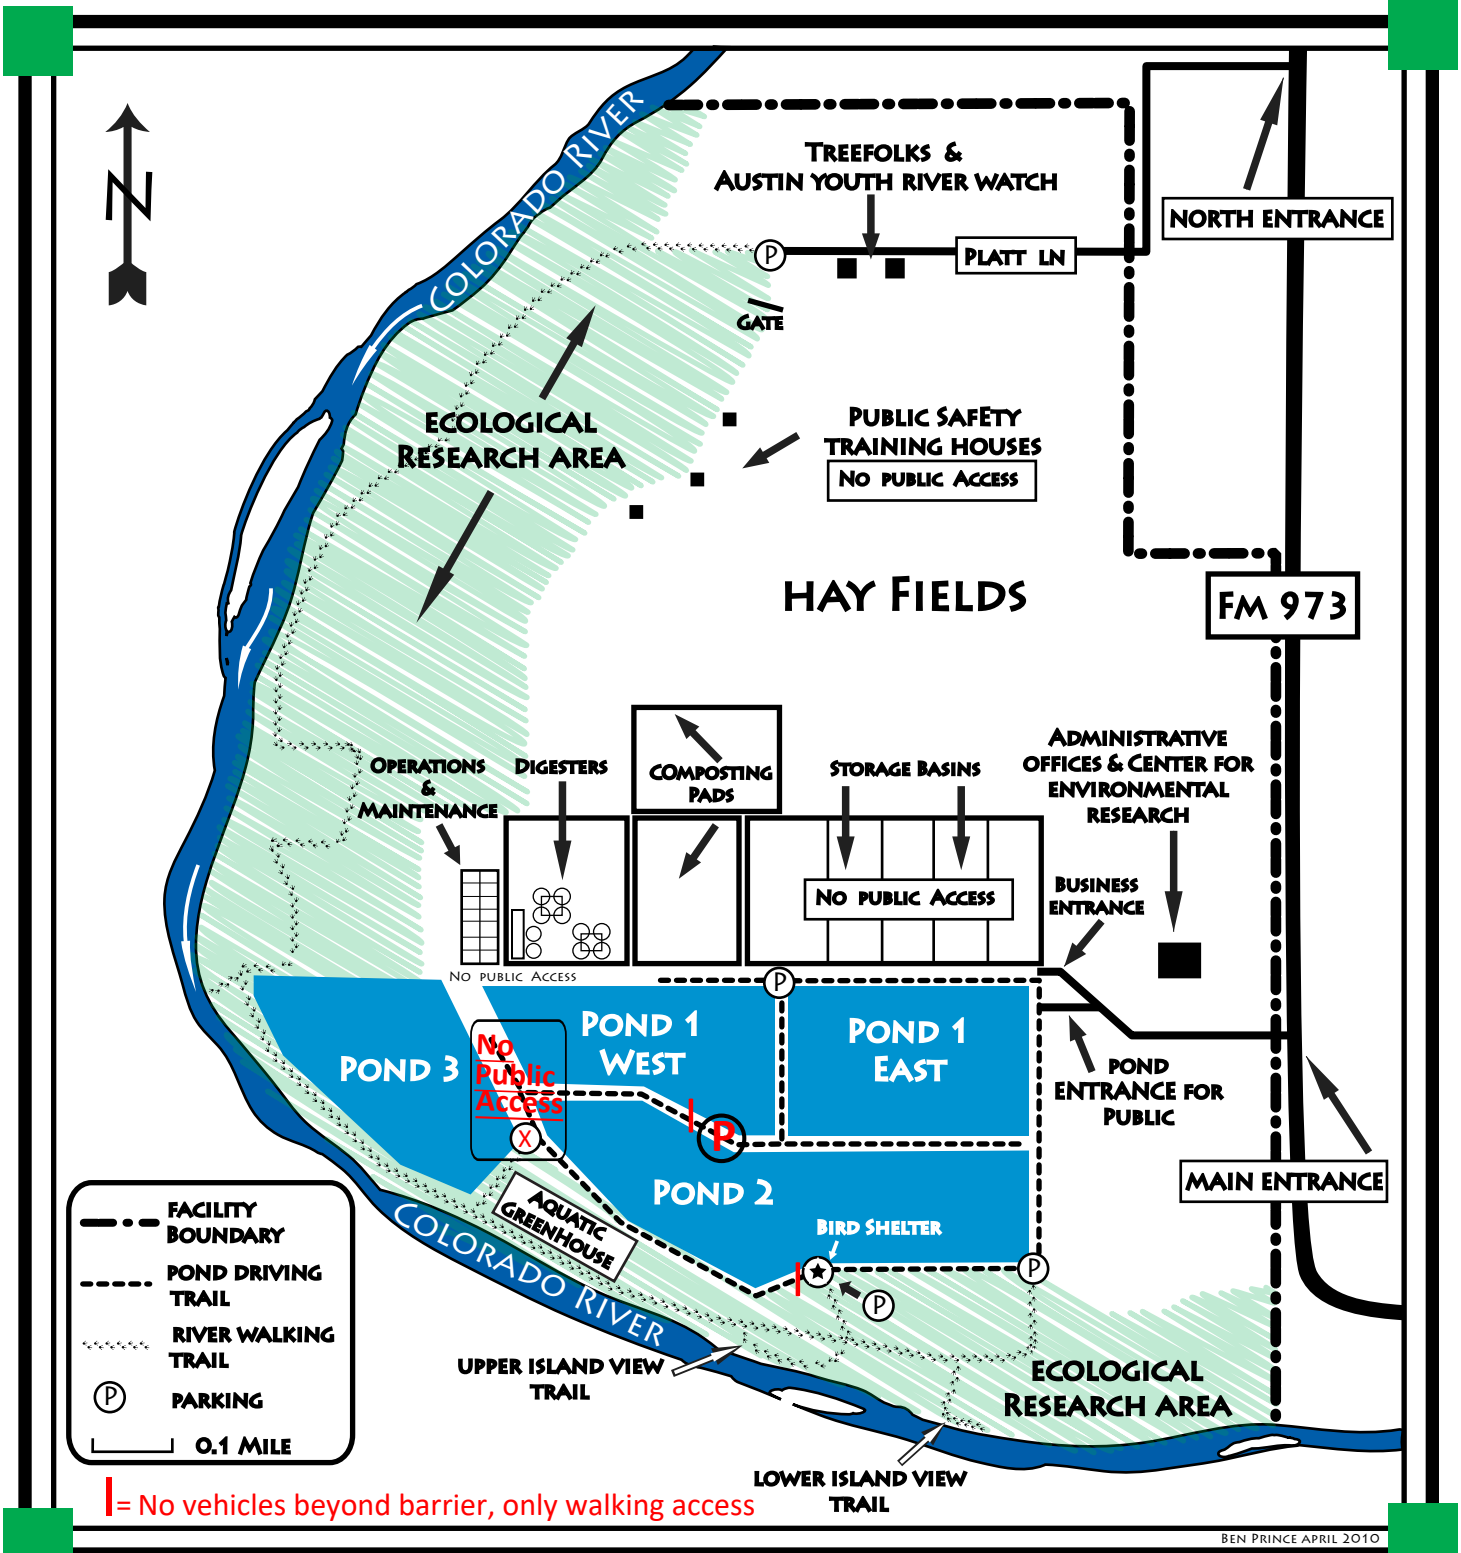 COLORADO RIVER
N
TREEFOLKS &
AUSTIN YOUTH RIVER WATCH
NORTH ENTRANCE
P
PLATT LN
GATE
ECOLOGICAL
RESEARCH AREA
PUBLIC SAFETY
TRAINING HOUSES
NO PUBLIC ACCESS
HAY FIELDS
FM 973
ADMINISTRATIVE
OFFICES & CENTER FOR
ENVIRONMENTAL
RESEARCH
OPERATIONS
&
MAINTENANCE
DIGESTERS
COMPOSTING
PADS
STORAGE BASINS
NO PUBLIC ACCESS
BUSINESS
ENTRANCE
NO PUBLIC ACCESS
P
POND 1
WEST
POND 1
EAST
POND 3
No
Public
Access
X
P
POND
ENTRANCE FOR
PUBLIC
MAIN ENTRANCE
POND 2
AQUATIC
GREENHOUSE
BIRD SHELTER
P
P
COLORADO RIVER
FACILITY
BOUNDARY
POND DRIVING
TRAIL
RIVER WALKING
TRAIL
P PARKING
0.1 MILE
UPPER ISLAND VIEW
TRAIL
ECOLOGICAL
RESEARCH AREA
LOWER ISLAND VIEW
TRAIL
= No vehicles beyond barrier, only walking access
BEN PRINCE APRIL 2010